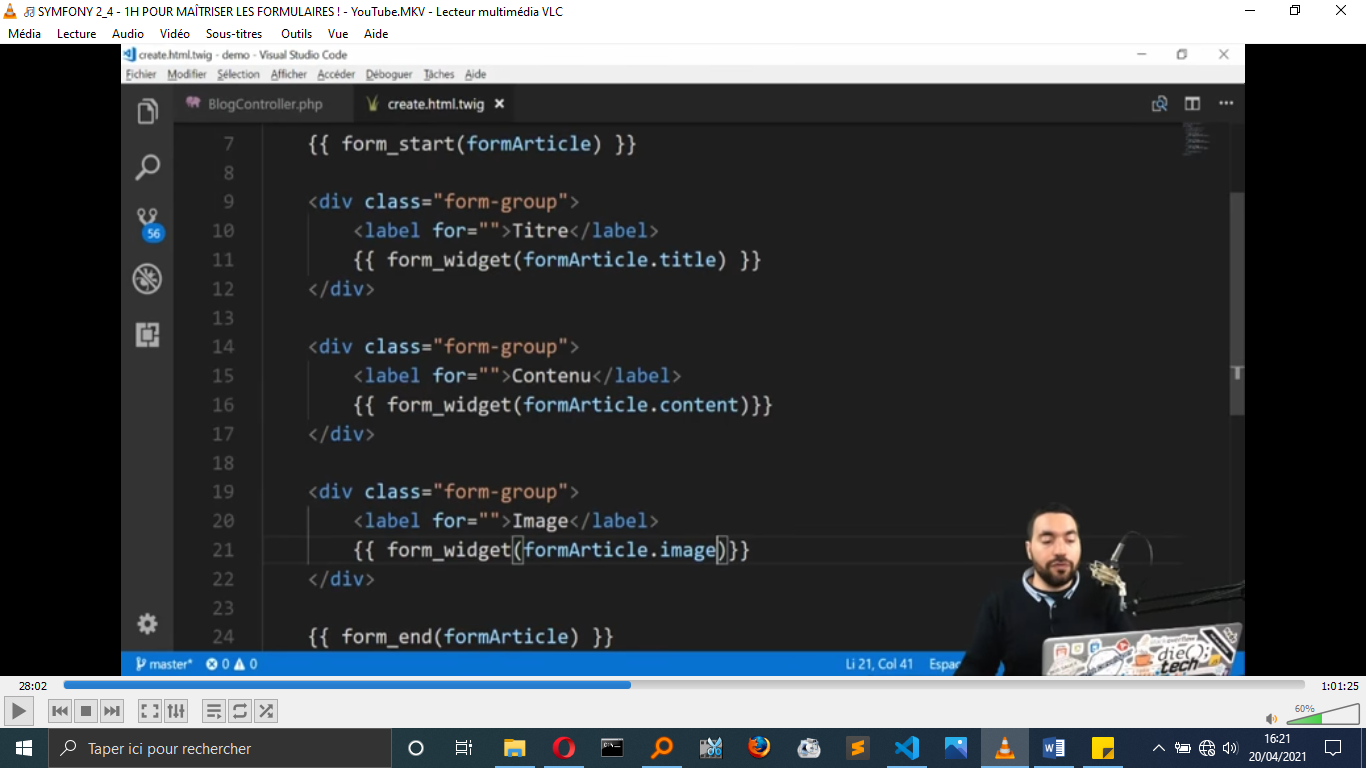 SYMFONY 2_4 - 1H POUR MAÎTRISER LES FORMULAIRES ! - YouTube.MKV - Lecteur multimédia VLC
Média Lecture Audio Vidéo Sous-titres Outils Vue Aide
create.html.twig - demo - Visual Studio Code
Fichier Modifier Sélection Afficher Accéder Déboguer Tâches Aide
BlogController.php create.html.twig
7 {{ form_start(formArticle) }}
8
9 <div class="form-group">
10 <label for="">Titre</label>
11 {{ form_widget(formArticle.title) }}
12 </div>
13
14 <div class="form-group">
15 <label for="">Contenu</label>
16 {{ form_widget(formArticle.content)}}
17 </div>
18
19 <div class="form-group">
20 <label for="">Image</label>
21 {{ form_widget(formArticle.image)}}
22 </div>
23
24 {{ form_end(formArticle) }}
56
master* 0 0 Li 21, Col 41 Espac
die();
tech
28:02 1:01:25
60%
Taper ici pour rechercher
16:21
20/04/2021